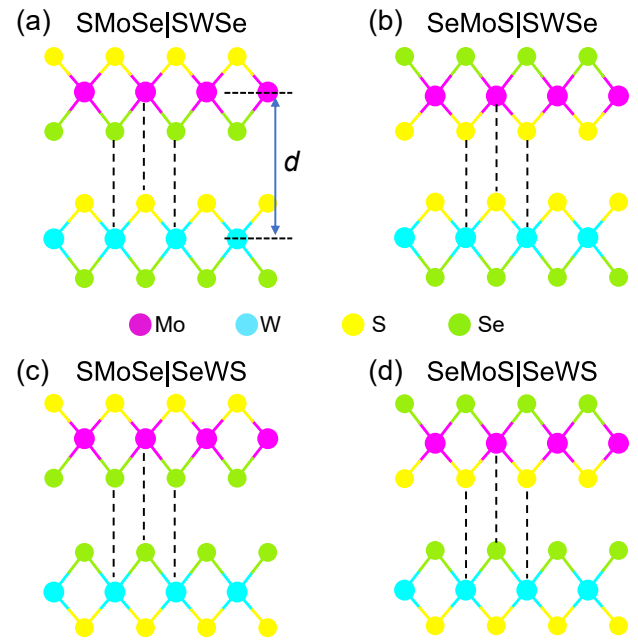 (a) SMoSe|SWSe
(b) SeMoS|SWSe
d
Mo W S Se
(c) SMoSe|SeWS
(d) SeMoS|SeWS